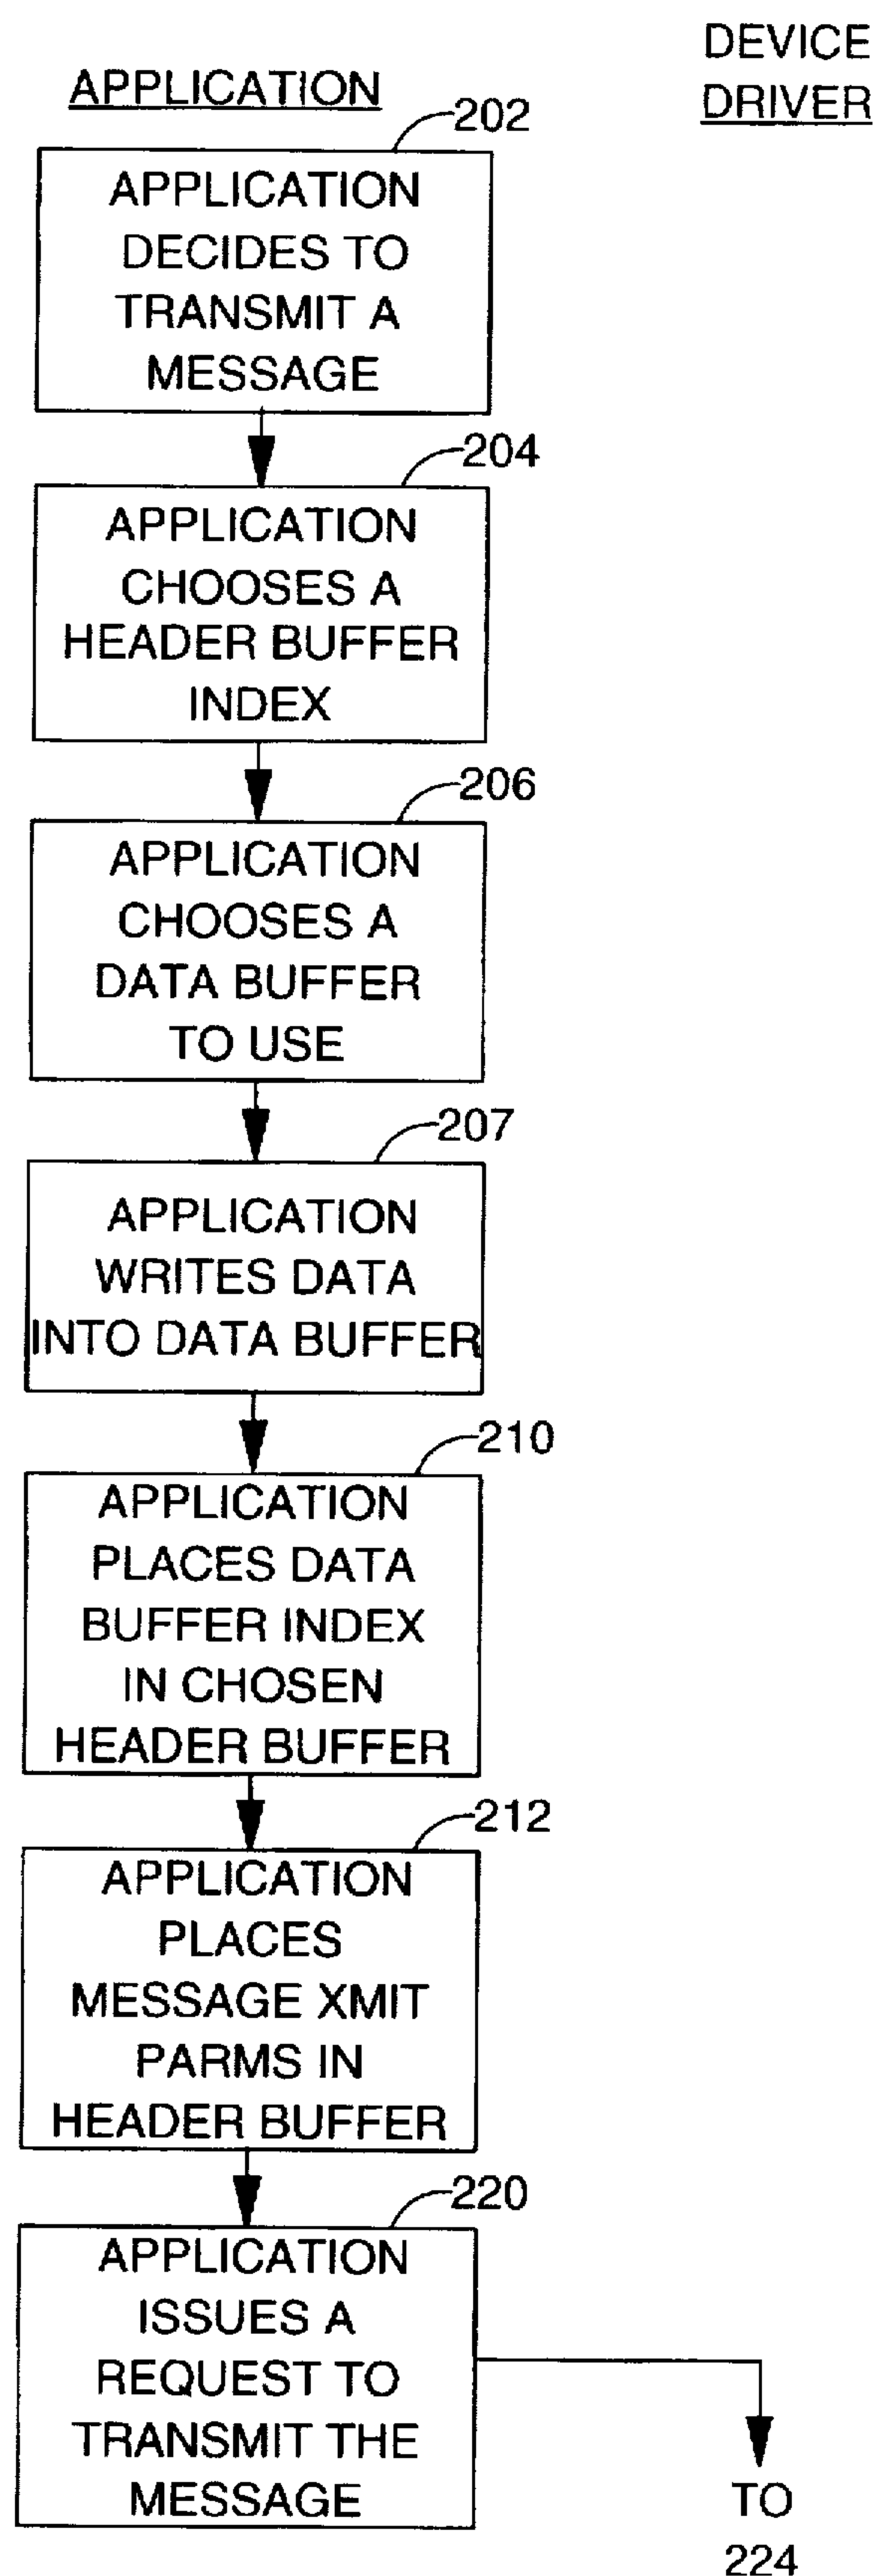 DEVICE
DRIVER
APPLICATION
202
APPLICATION
DECIDES TO
TRANSMIT A
MESSAGE
204
APPLICATION
CHOOSES A
HEADER BUFFER
INDEX
206
APPLICATION
CHOOSES A
DATA BUFFER
TO USE
207
APPLICATION
WRITES DATA
INTO DATA BUFFER
210
APPLICATION
PLACES DATA
BUFFER INDEX
IN CHOSEN
HEADER BUFFER
212
APPLICATION
PLACES
MESSAGE XMIT
PARMS IN
HEADER BUFFER
220
APPLICATION
ISSUES A
REQUEST TO
TRANSMIT THE
MESSAGE
TO
224